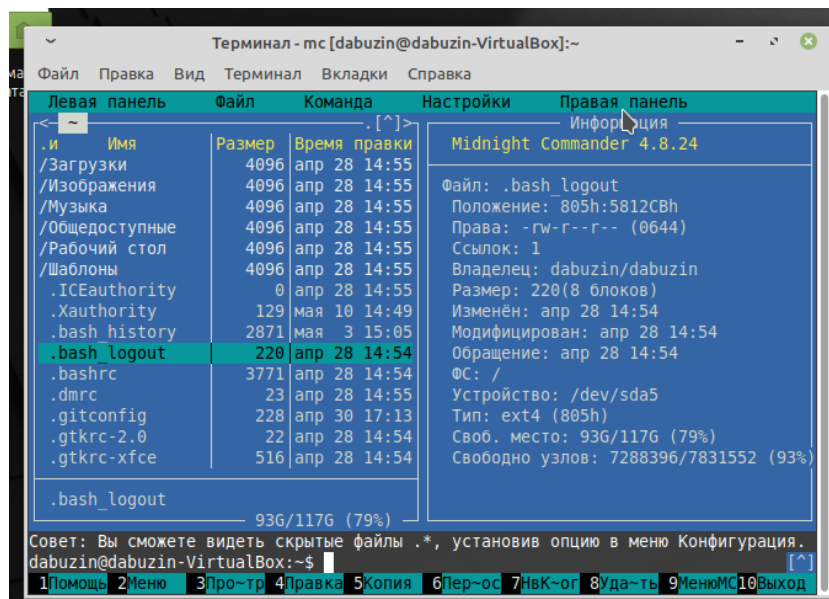 Терминал - mc [dabuzin@dabuzin-VirtualBox]:~
Файл Правка Вид Терминал Вкладки Справка
Левая панель Файл Команда Настройки Правая панель
<- ~ .[^]>
.и Имя Размер Время правки
/Загрузки 4096 апр 28 14:55
/Изображения 4096 апр 28 14:55
/Музыка 4096 апр 28 14:55
/Общедоступные 4096 апр 28 14:55
/Рабочий стол 4096 апр 28 14:55
/Шаблоны 4096 апр 28 14:55
.ICEauthority 0 апр 28 14:55
.Xauthority 129 мая 10 14:49
.bash_history 2871 мая 3 15:05
.bash_logout 220 апр 28 14:54
.bashrc 3771 апр 28 14:54
.dmrc 23 апр 28 14:55
.gitconfig 228 апр 30 17:13
.gtkrc-2.0 22 апр 28 14:54
.gtkrc-xfce 516 апр 28 14:54
.bash_logout
93G/117G (79%)
Информация
Midnight Commander 4.8.24
Файл: .bash_logout
Положение: 805h:5812CBh
Права: -rw-r--r-- (0644)
Ссылок: 1
Владелец: dabuzin/dabuzin
Размер: 220(8 блоков)
Изменён: апр 28 14:54
Модифицирован: апр 28 14:54
Обращение: апр 28 14:54
ФС: /
Устройство: /dev/sda5
Тип: ext4 (805h)
Своб. место: 93G/117G (79%)
Свободно узлов: 7288396/7831552 (93%)
Совет: Вы сможете видеть скрытые файлы .*, установив опцию в меню Конфигурация.
dabuzin@dabuzin-VirtualBox:~$ [^]
1Помощь 2Меню 3Про~тр 4Правка 5Копия 6Пер~ос 7НвК~ог 8Уда~ть 9МенюMC 10Выход